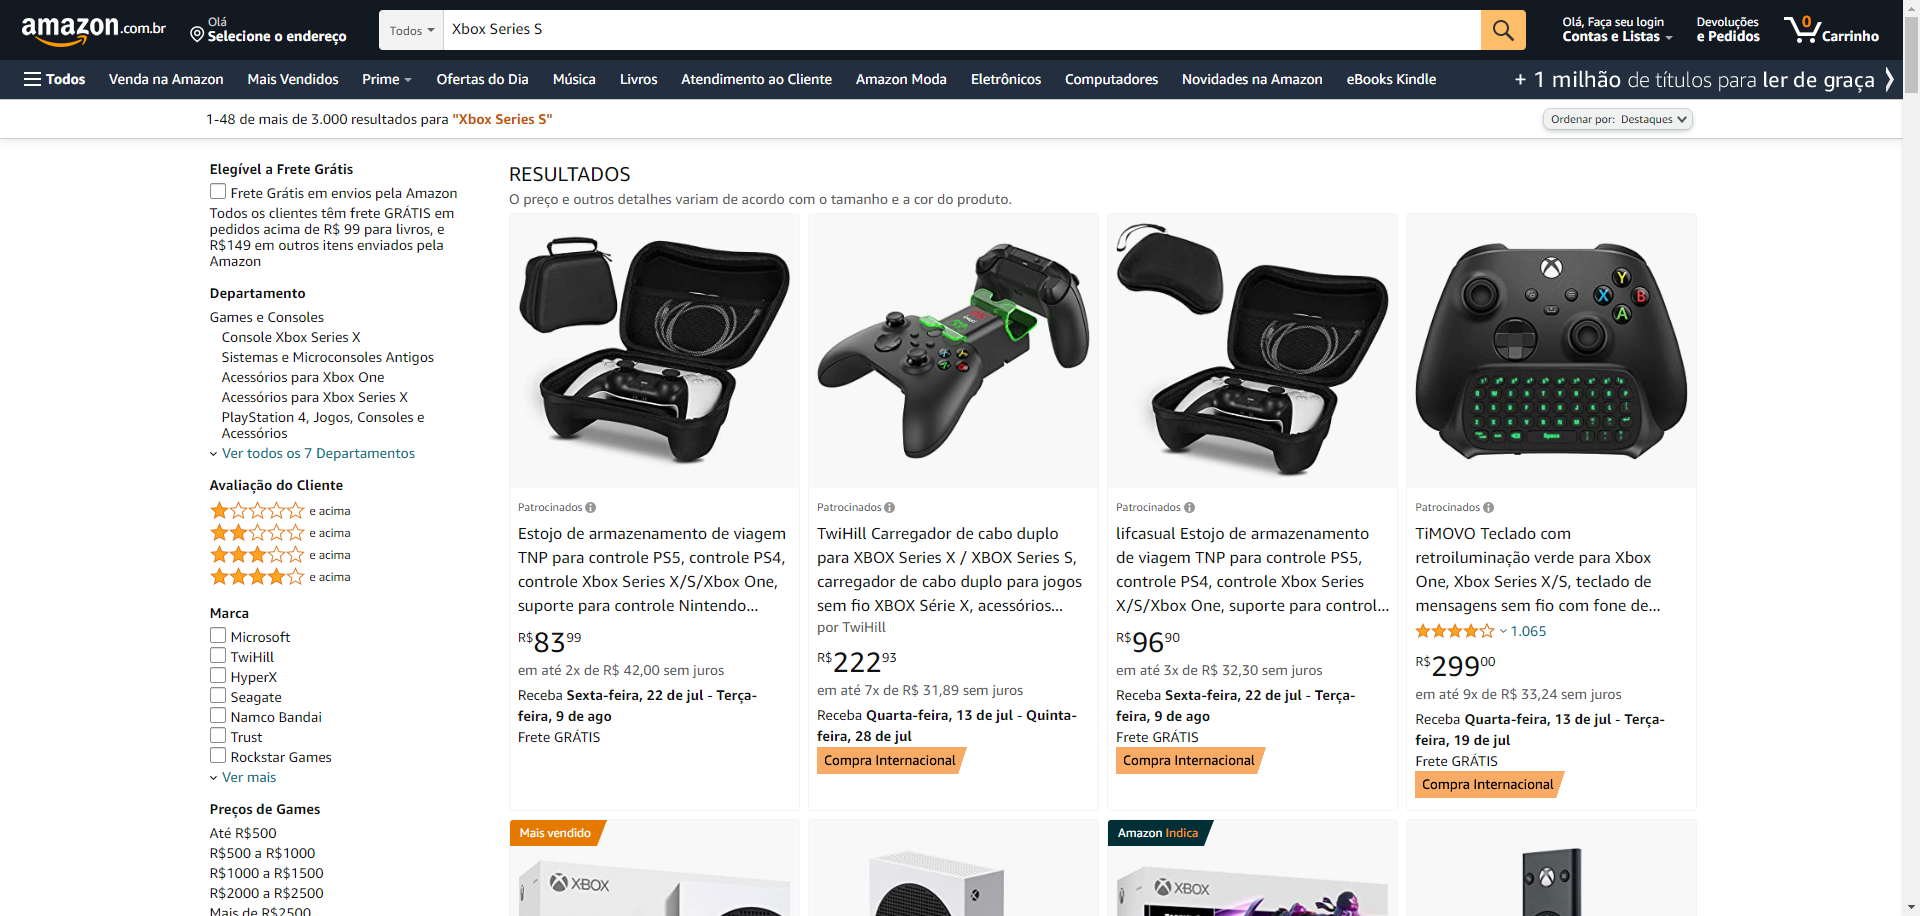 amazon.com.br
Olá
Selecione o endereço
Todos
Xbox Series S
Olá, Faça seu login
Contas e Listas
Devoluções
e Pedidos
0
Carrinho
Todos
Venda na Amazon
Mais Vendidos
Prime
Ofertas do Dia
Música
Livros
Atendimento ao Cliente
Amazon Moda
Eletrônicos
Computadores
Novidades na Amazon
eBooks Kindle
+ 1 milhão de títulos para ler de graça
1-48 de mais de 3.000 resultados para "Xbox Series S"
Ordenar por: Destaques
Elegível a Frete Grátis
Frete Grátis em envios pela Amazon
Todos os clientes têm frete GRÁTIS em
pedidos acima de R$ 99 para livros, e
R$149 em outros itens enviados pela
Amazon
Departamento
Games e Consoles
Console Xbox Series X
Sistemas e Microconsoles Antigos
Acessórios para Xbox One
Acessórios para Xbox Series X
PlayStation 4, Jogos, Consoles e
Acessórios
Ver todos os 7 Departamentos
Avaliação do Cliente
e acima
e acima
e acima
e acima
Marca
Microsoft
TwiHill
HyperX
Seagate
Namco Bandai
Trust
Rockstar Games
Ver mais
Preços de Games
Até R$500
R$500 a R$1000
R$1000 a R$1500
R$2000 a R$2500
Mais de R$2500
RESULTADOS
O preço e outros detalhes variam de acordo com o tamanho e a cor do produto.
Patrocinados
Estojo de armazenamento de viagem
TNP para controle PS5, controle PS4,
controle Xbox Series X/S/Xbox One,
suporte para controle Nintendo...
R$8399
em até 2x de R$ 42,00 sem juros
Receba Sexta-feira, 22 de jul - Terça-
feira, 9 de ago
Frete GRÁTIS
Patrocinados
TwiHill Carregador de cabo duplo
para XBOX Series X / XBOX Series S,
carregador de cabo duplo para jogos
sem fio XBOX Série X, acessórios...
por TwiHill
R$22293
em até 7x de R$ 31,89 sem juros
Receba Quarta-feira, 13 de jul - Quinta-
feira, 28 de jul
Compra Internacional
Patrocinados
lifcasual Estojo de armazenamento
de viagem TNP para controle PS5,
controle PS4, controle Xbox Series
X/S/Xbox One, suporte para control...
R$9690
em até 3x de R$ 32,30 sem juros
Receba Sexta-feira, 22 de jul - Terça-
feira, 9 de ago
Frete GRÁTIS
Compra Internacional
Y
X
B
A
Space
Patrocinados
TiMOVO Teclado com
retroiluminação verde para Xbox
One, Xbox Series X/S, teclado de
mensagens sem fio com fone de...
1.065
R$29900
em até 9x de R$ 33,24 sem juros
Receba Quarta-feira, 13 de jul - Terça-
feira, 19 de jul
Frete GRÁTIS
Compra Internacional
Mais vendido
XBOX
Amazon Indica
XBOX